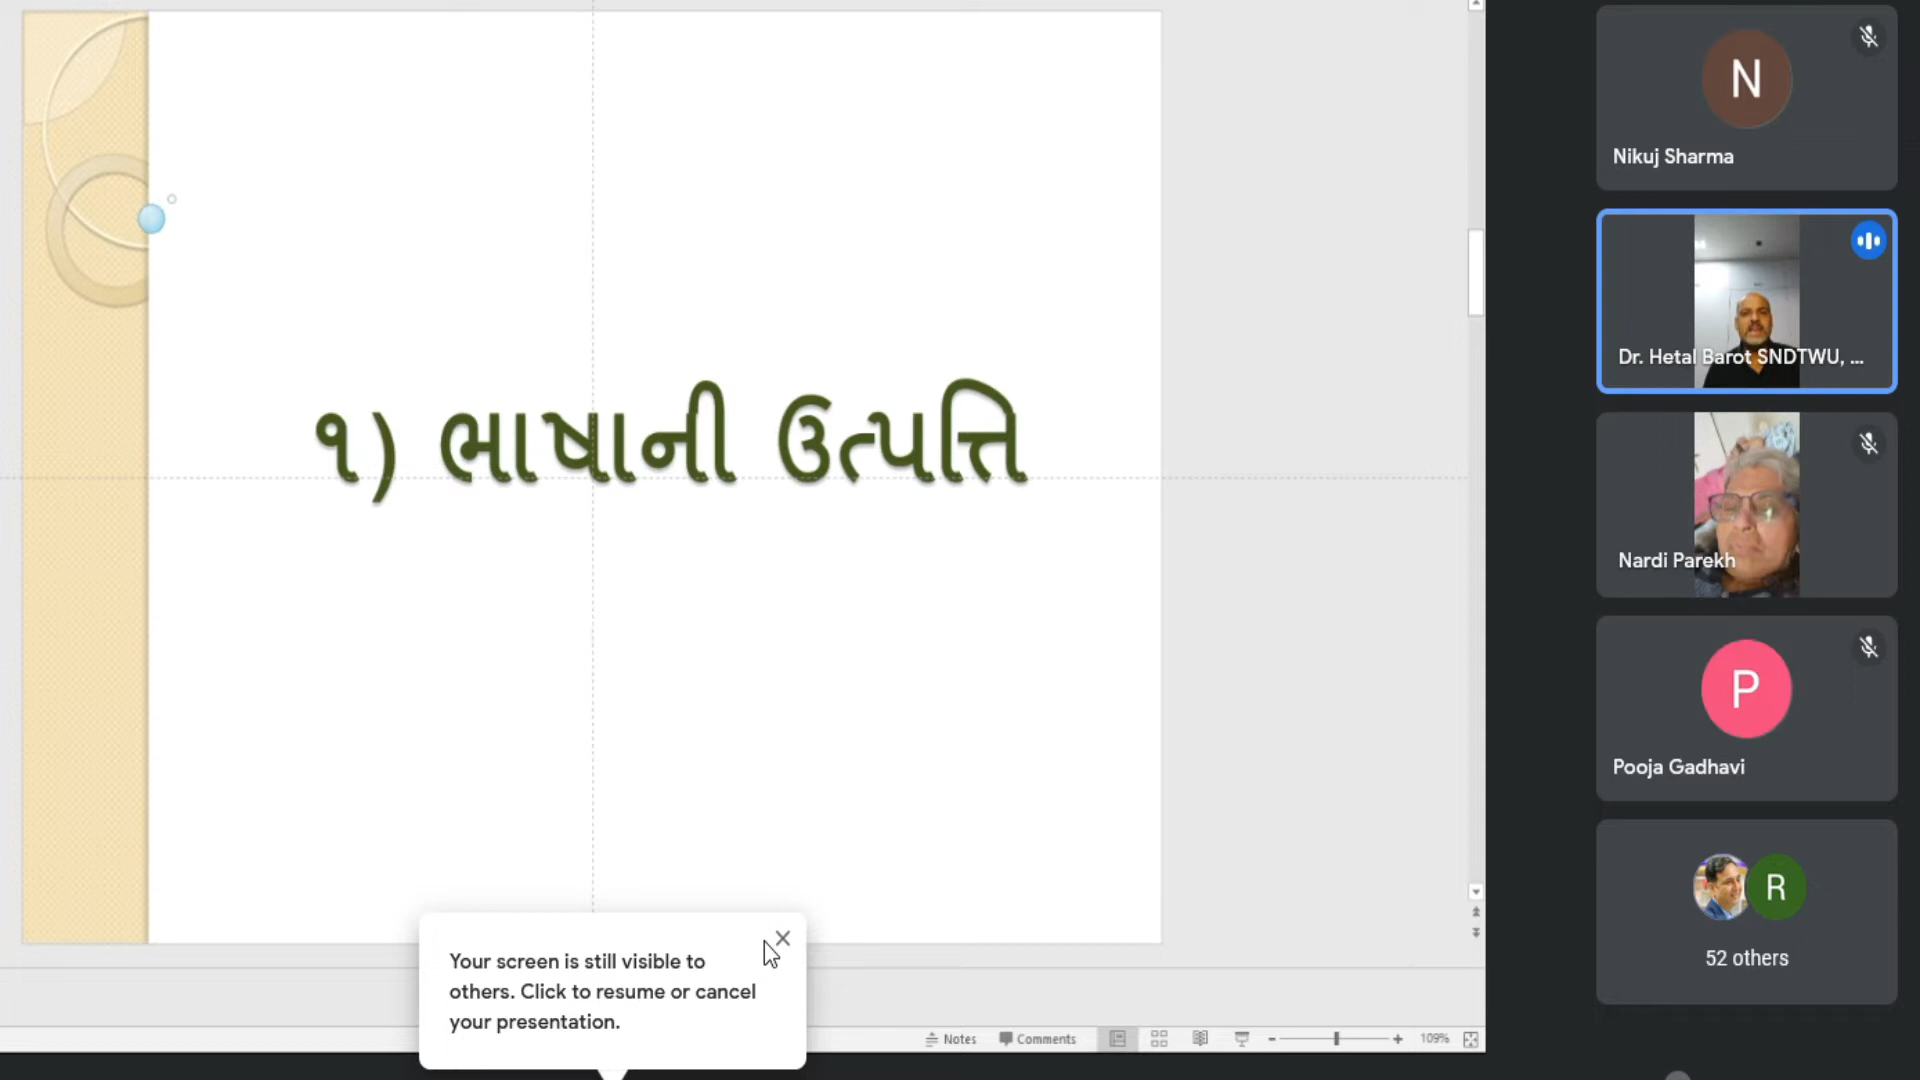 ૧) ભાષાની ઉત્પત્તિ
Your screen is still visible to
others. Click to resume or cancel
your presentation.
Notes
Comments
109%
N
Nikuj Sharma
Dr. Hetal Barot SNDTWU, ...
Nardi Parekh
P
Pooja Gadhavi
R
52 others